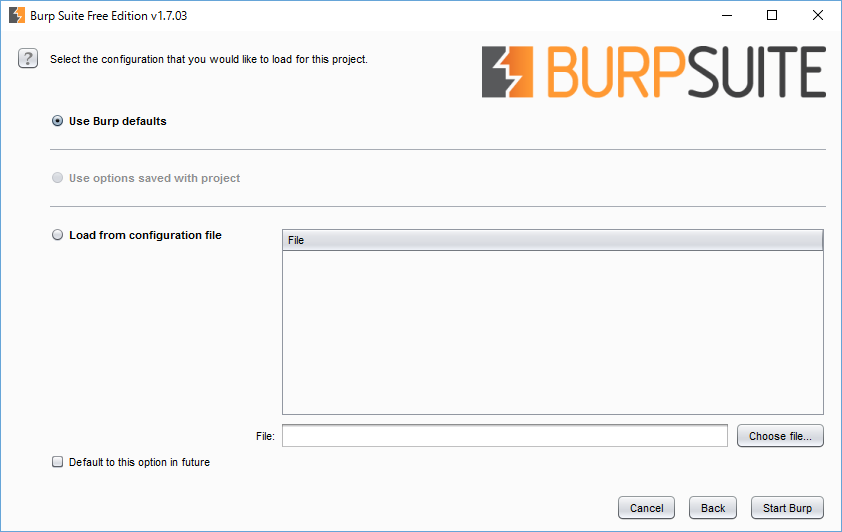 Burp Suite Free Edition v1.7.03
?
Select the configuration that you would like to load for this project.
BURPSUITE
Use Burp defaults
Use options saved with project
Load from configuration file
File
File:
Choose file...
Default to this option in future
Cancel
Back
Start Burp